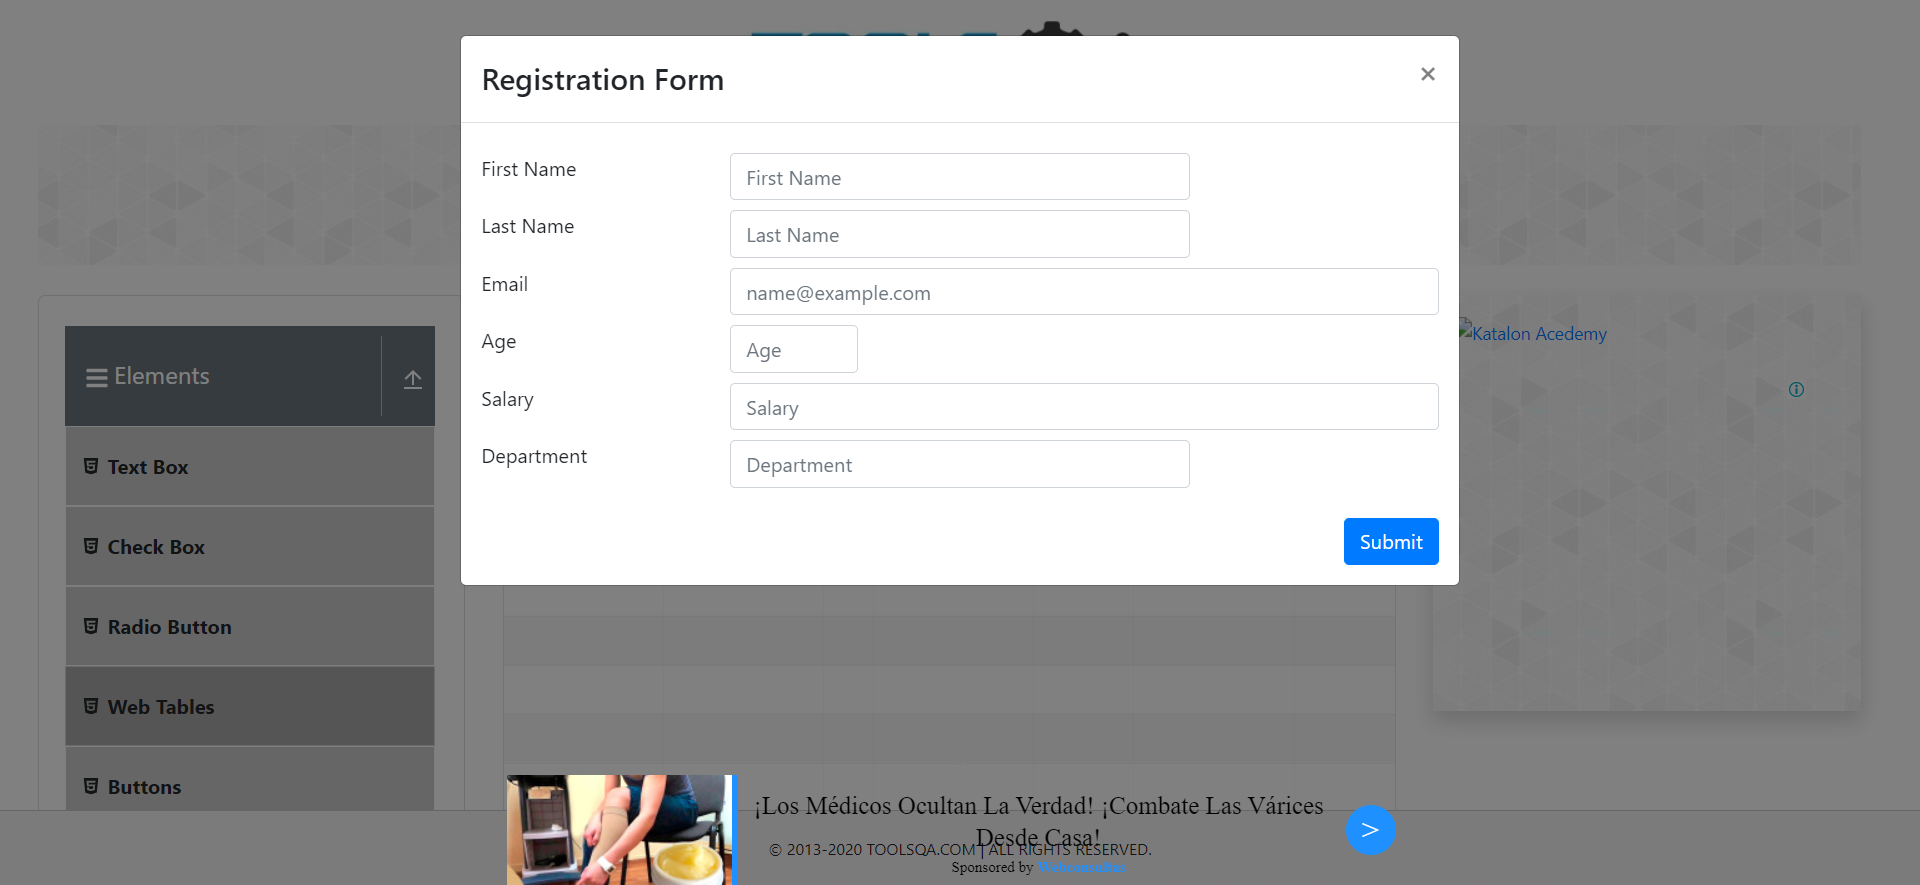 Registration Form
×
First Name
First Name
Last Name
Last Name
Email
name@example.com
Age
Age
Salary
Salary
Department
Department
Submit
Elements
Text Box
Check Box
Radio Button
Web Tables
Buttons
Katalon Acedemy
¡Los Médicos Ocultan La Verdad! ¡Combate Las Várices
Desde Casa!
>
© 2013-2020 TOOLSQA.COM | ALL RIGHTS RESERVED.
Sponsored by